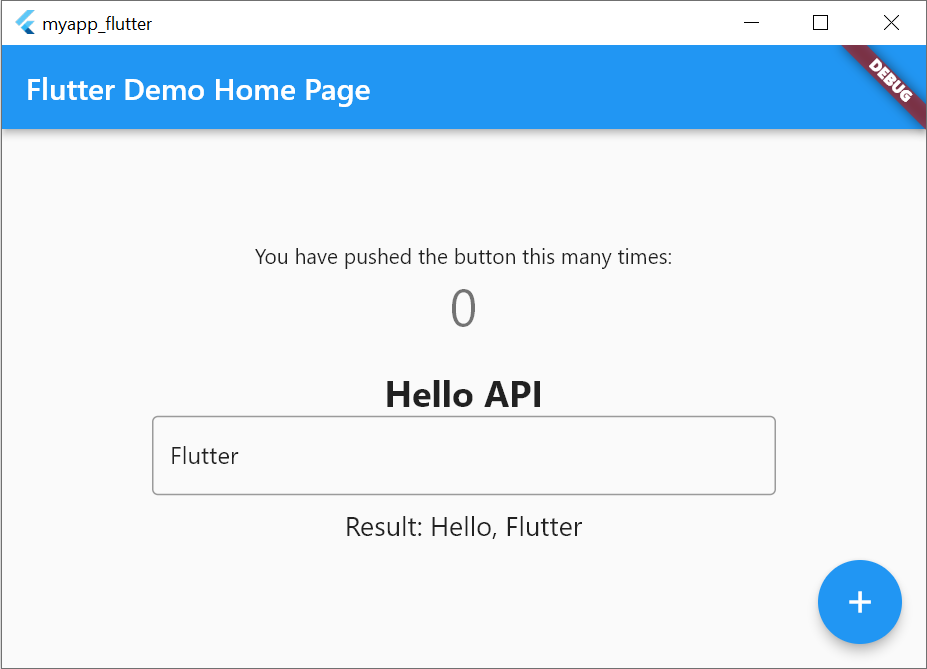 myapp_flutter
Flutter Demo Home Page
DEBUG
You have pushed the button this many times:
0
Hello API
Flutter
Result: Hello, Flutter
+